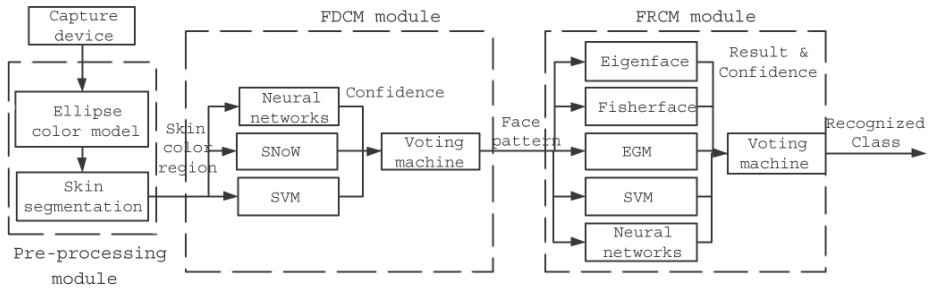 Capture
device
Ellipse
color model
Skin
segmentation
Pre-processing
module
Skin
color
region
FDCM module
Neural
networks
SNoW
SVM
Confidence
Voting
machine
Face
pattern
FRCM module
Eigenface
Fisherface
EGM
SVM
Neural
networks
Result &
Confidence
Voting
machine
Recognized
Class